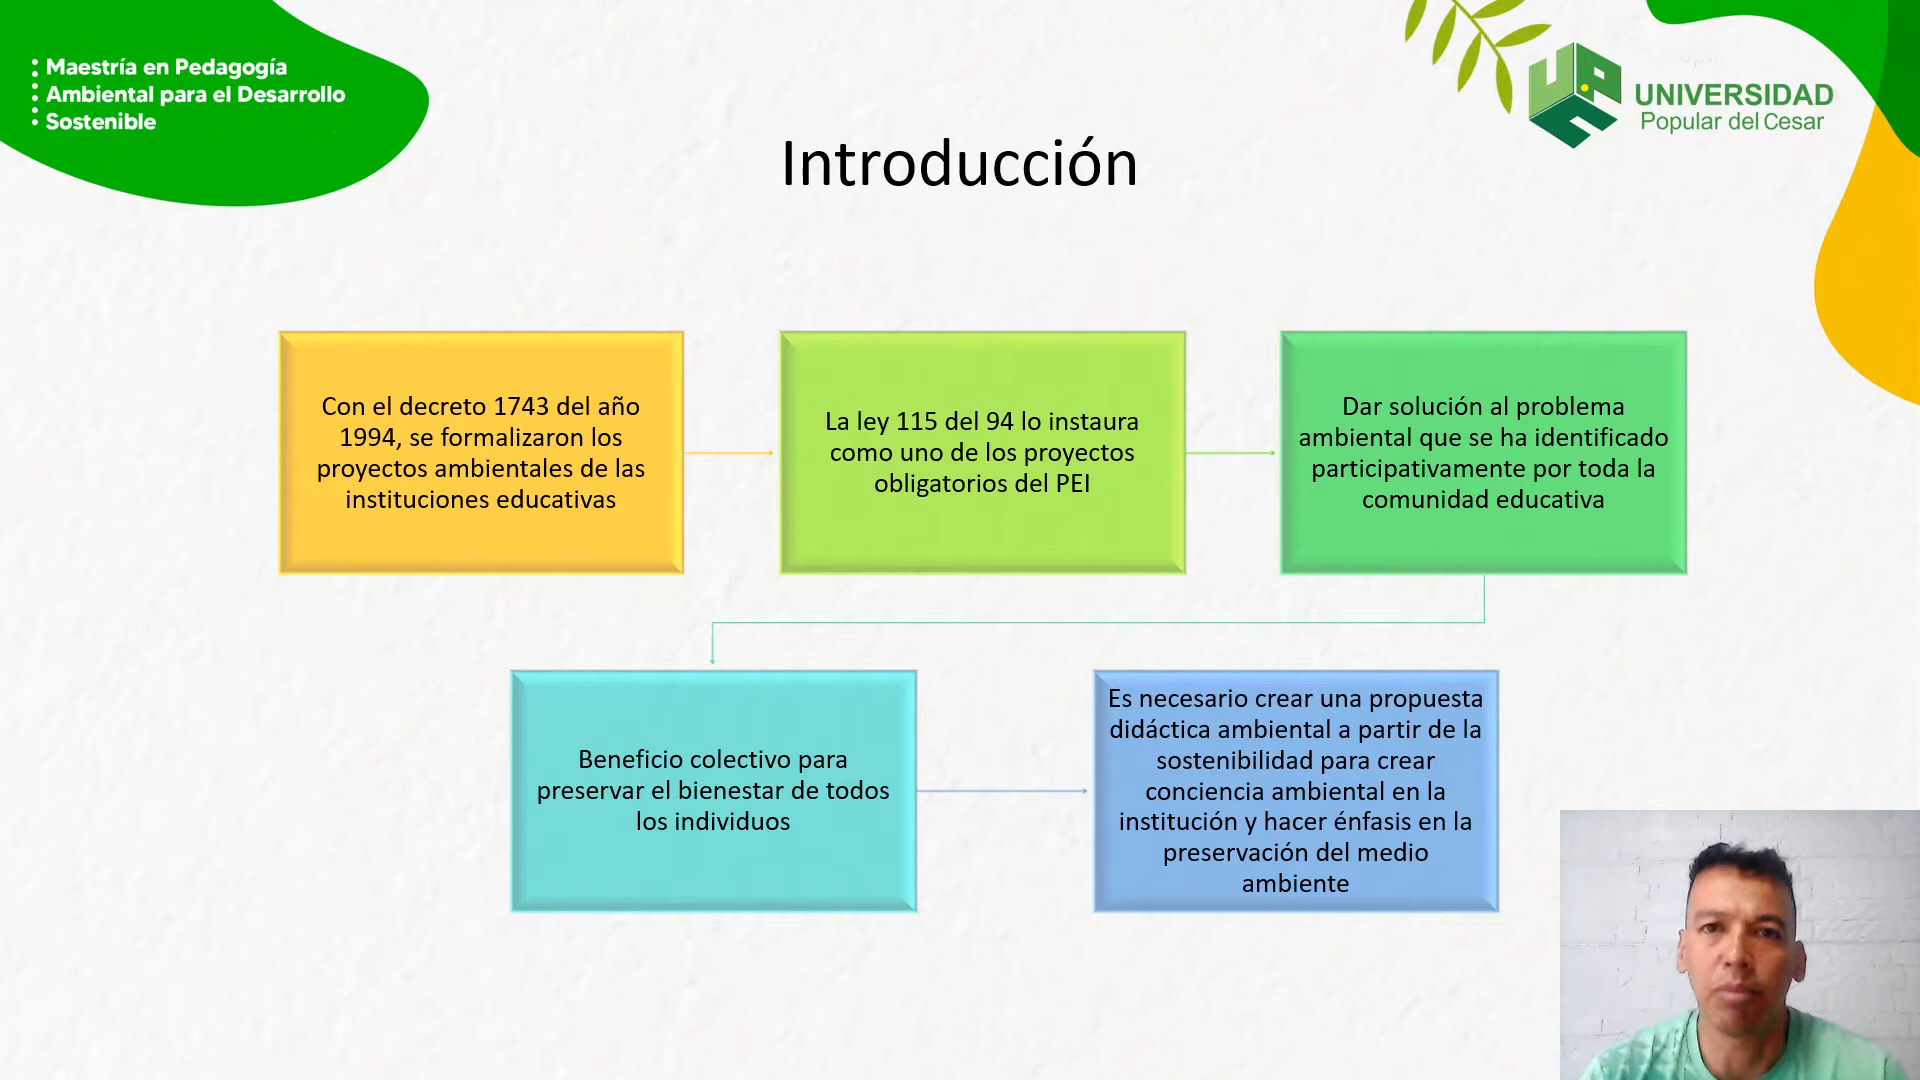 Maestría en Pedagogía
Ambiental para el Desarrollo
Sostenible
UNIVERSIDAD
Popular del Cesar
Introducción
Con el decreto 1743 del año
1994, se formalizaron los
proyectos ambientales de las
instituciones educativas
La ley 115 del 94 lo instaura
como uno de los proyectos
obligatorios del PEI
Dar solución al problema
ambiental que se ha identificado
participativamente por toda la
comunidad educativa
Beneficio colectivo para
preservar el bienestar de todos
los individuos
Es necesario crear una propuesta
didáctica ambiental a partir de la
sostenibilidad para crear
conciencia ambiental en la
institución y hacer énfasis en la
preservación del medio
ambiente